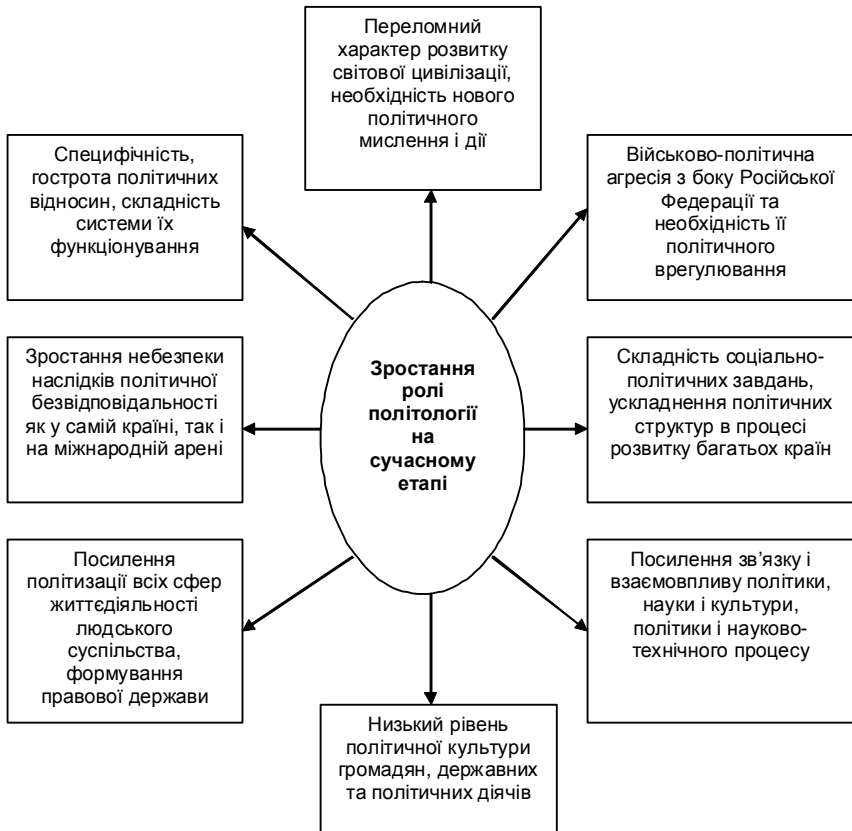 Переломний
характер розвитку
світової цивілізації,
необхідність нового
політичного
мислення і дії
Специфічність,
гострота політичних
відносин, складність
системи їх
функціонування
Військово-політична
агресія з боку Російської
Федерації та
необхідність її
політичного
врегулювання
Зростання
ролі
політології
на
сучасному
етапі
Зростання небезпеки
наслідків політичної
безвідповідальності
як у самій країні, так і
на міжнародній арені
Складність соціально-
політичних завдань,
ускладнення політичних
структур в процесі
розвитку багатьох країн
Посилення
політизації всіх сфер
життєдіяльності
людського
суспільства,
формування
правової держави
Посилення зв’язку і
взаємовпливу політики,
науки і культури,
політики і науково-
технічного процесу
Низький рівень
політичної культури
громадян, державних
та політичних діячів